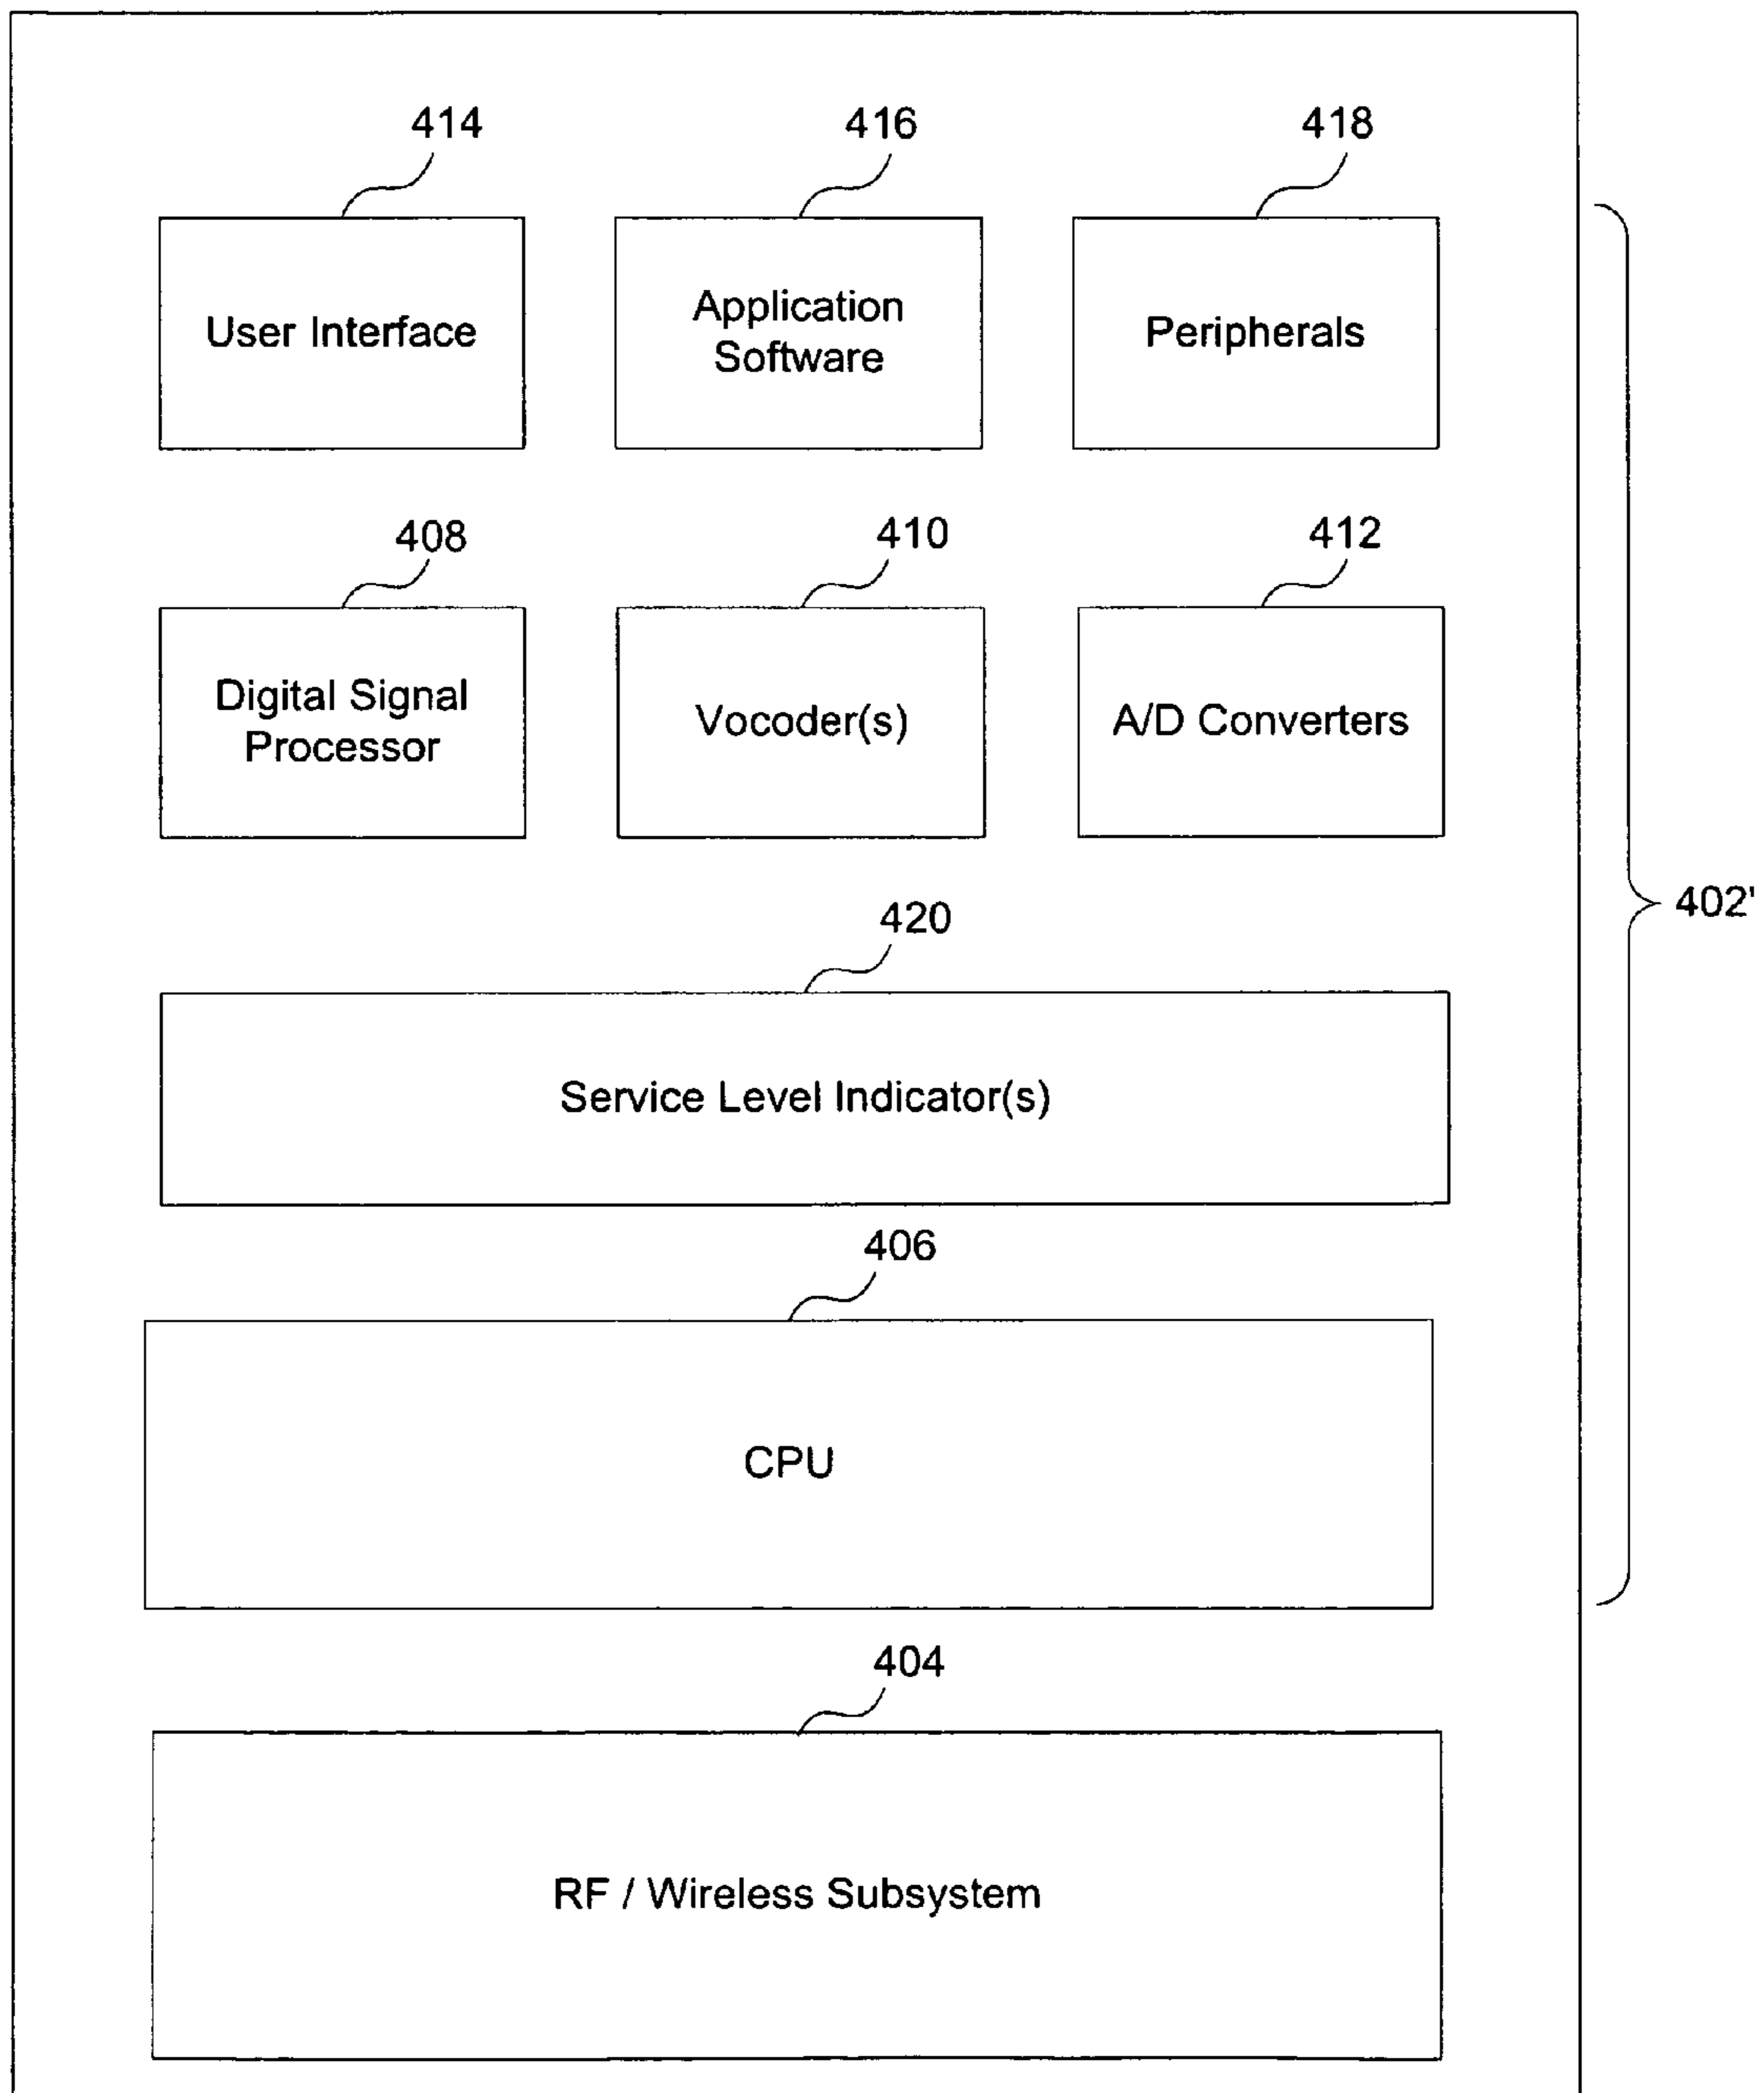 414
416
418
User Interface
Application
Software
Peripherals
408
410
412
Digital Signal
Processor
Vocoder(s)
A/D Converters
402'
420
Service Level Indicator(s)
406
CPU
404
RF / Wireless Subsystem